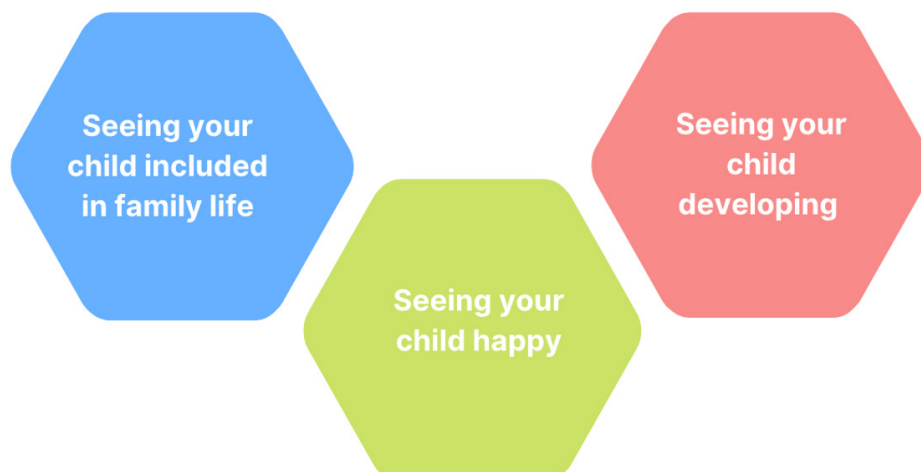 Seeing your
child included
in family life
Seeing your
child happy
Seeing your
child
developing